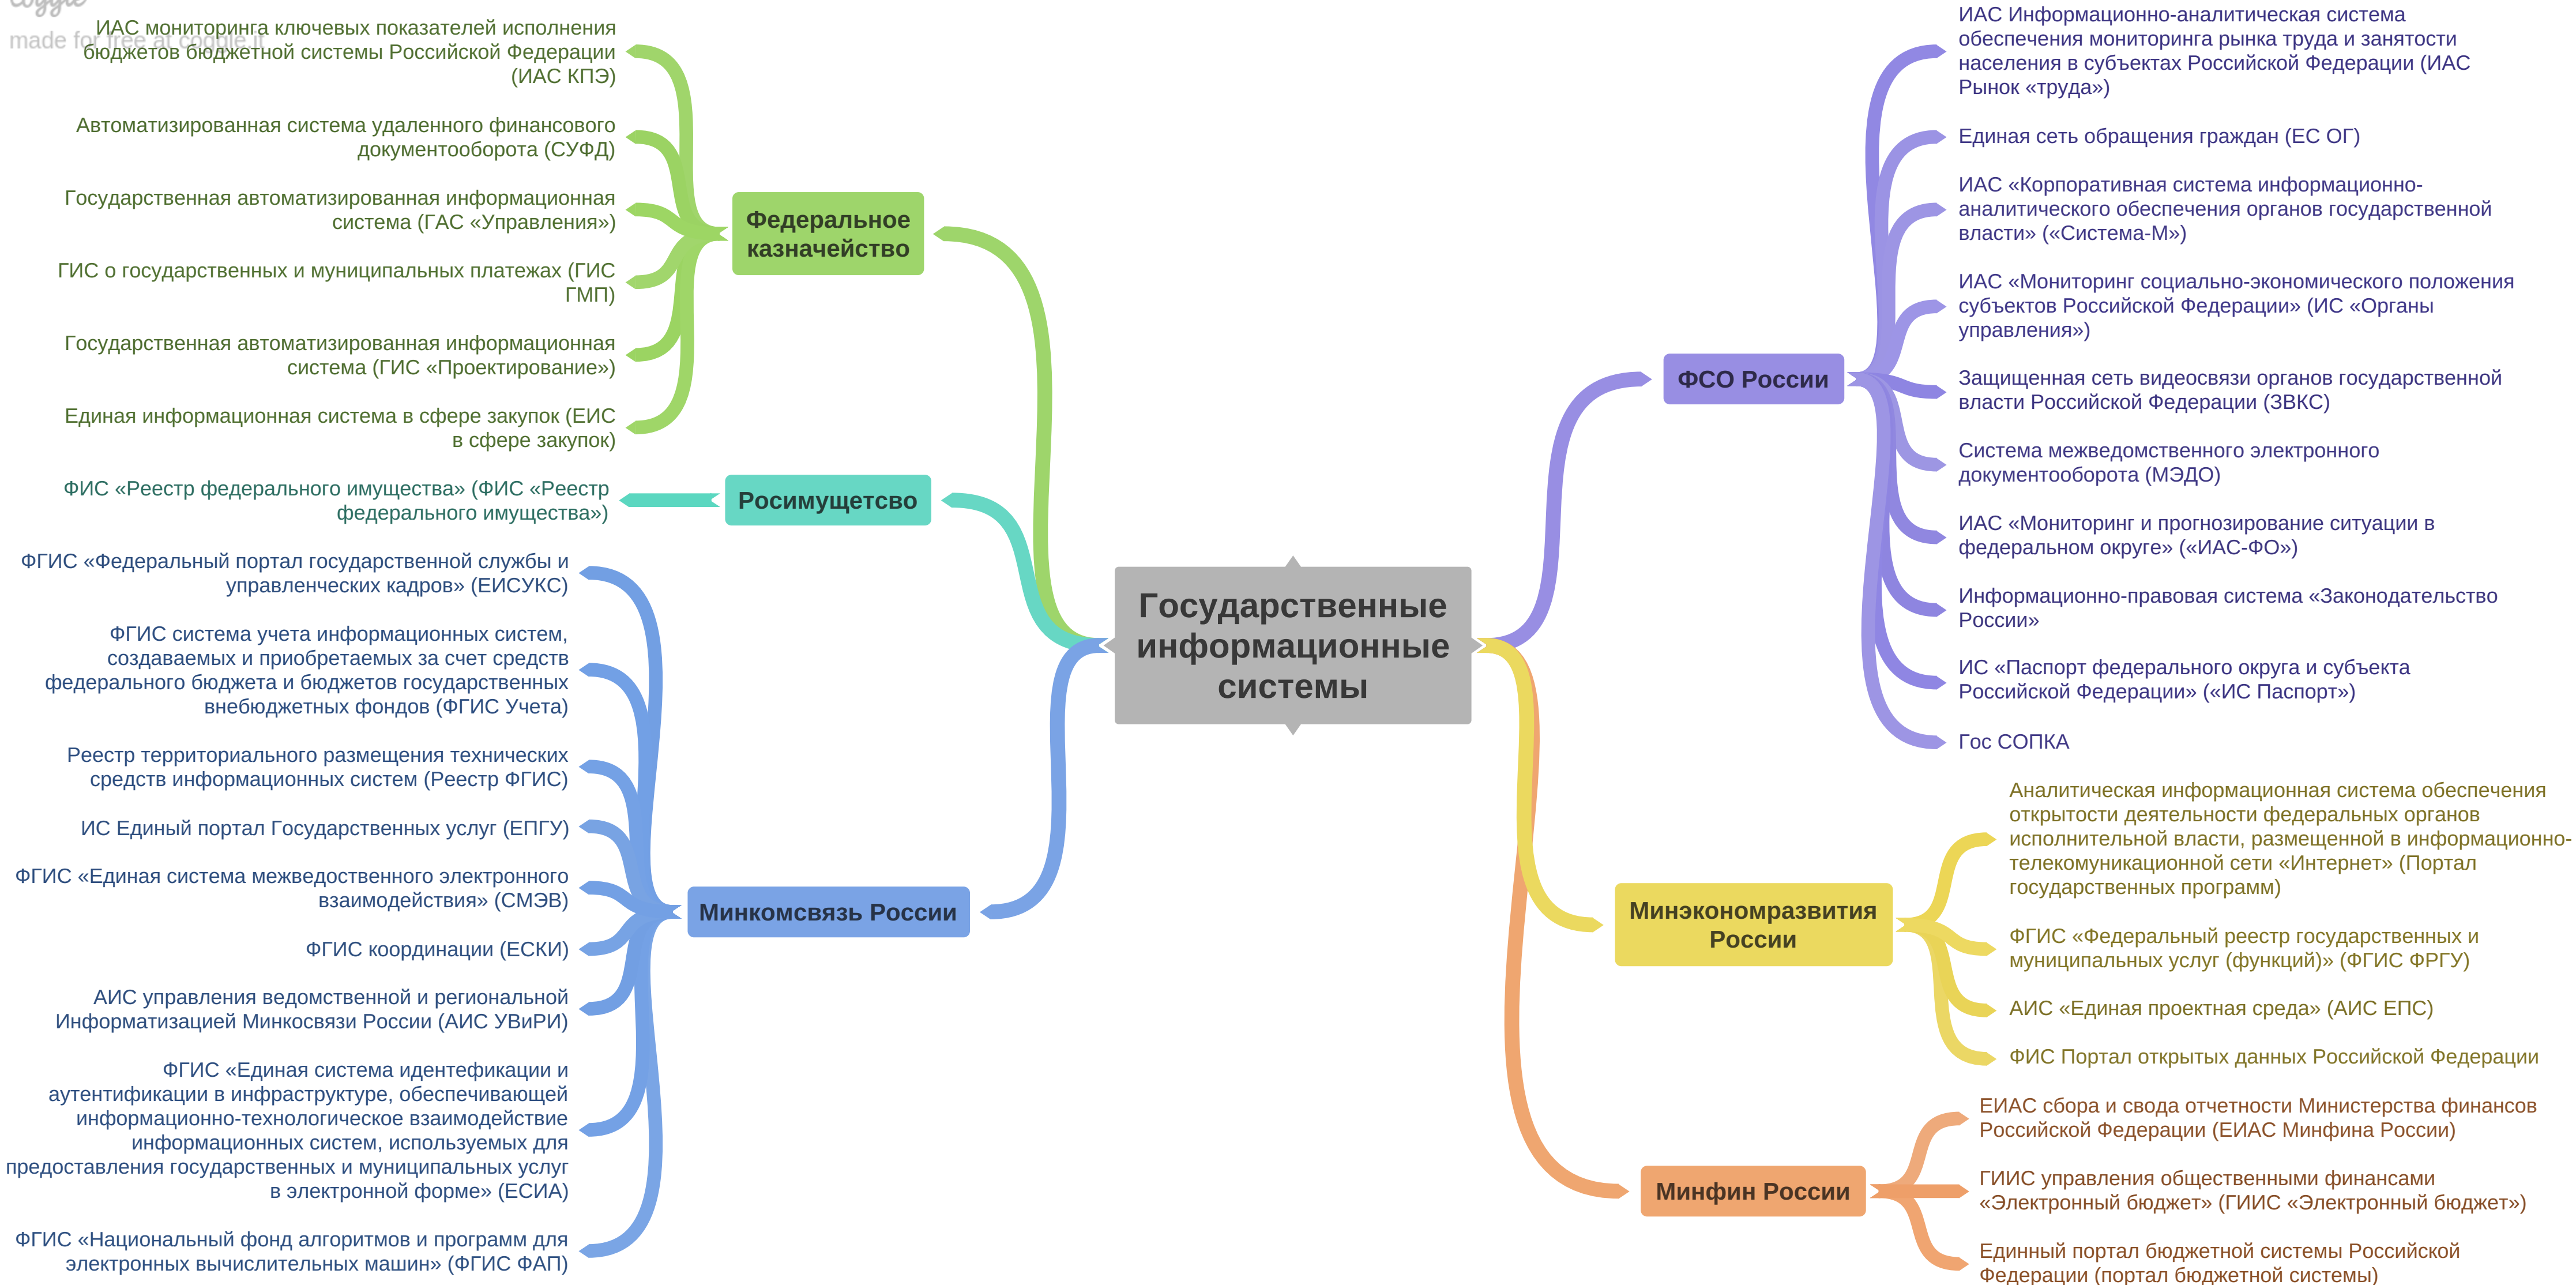 coggle
made for free at coggle.it
ИАС мониторинга ключевых показателей исполнения
бюджетов бюджетной системы Российской Федерации
(ИАС КПЭ)
Автоматизированная система удаленного финансового
документооборота (СУФД)
Государственная автоматизированная информационная
система (ГАС «Управления»)
ГИС о государственных и муниципальных платежах (ГИС
ГМП)
Государственная автоматизированная информационная
система (ГИС «Проектирование»)
Единая информационная система в сфере закупок (ЕИС
в сфере закупок)
Федеральное
казначейство
ФИС «Реестр федерального имущества» (ФИС «Реестр
федерального имущества»)
Росимущетсво
ФГИС «Федеральный портал государственной службы и
управленческих кадров» (ЕИСУКС)
ФГИС система учета информационных систем,
создаваемых и приобретаемых за счет средств
федерального бюджета и бюджетов государственных
внебюджетных фондов (ФГИС Учета)
Реестр территориального размещения технических
средств информационных систем (Реестр ФГИС)
ИС Единый портал Государственных услуг (ЕПГУ)
ФГИС «Единая система межведоственного электронного
взаимодействия» (СМЭВ)
ФГИС координации (ЕСКИ)
АИС управления ведомственной и региональной
Информатизацией Минкосвязи России (АИС УВиРИ)
ФГИС «Единая система идентефикации и
аутентификации в инфраструктуре, обеспечивающей
информационно-технологическое взаимодействие
информационных систем, используемых для
предоставления государственных и муниципальных услуг
в электронной форме» (ЕСИА)
ФГИС «Национальный фонд алгоритмов и программ для
электронных вычислительных машин» (ФГИС ФАП)
Минкомсвязь России
Государственные
информационные
системы
ФСО России
ИАС Информационно-аналитическая система
обеспечения мониторинга рынка труда и занятости
населения в субъектах Российской Федерации (ИАС
Рынок «труда»)
Единая сеть обращения граждан (ЕС ОГ)
ИАС «Корпоративная система информационно-
аналитического обеспечения органов государственной
власти» («Система-М»)
ИАС «Мониторинг социально-экономического положения
субъектов Российской Федерации» (ИС «Органы
управления»)
Защищенная сеть видеосвязи органов государственной
власти Российской Федерации (ЗВКС)
Система межведомственного электронного
документооборота (МЭДО)
ИАС «Мониторинг и прогнозирование ситуации в
федеральном округе» («ИАС-ФО»)
Информационно-правовая система «Законодательство
России»
ИС «Паспорт федерального округа и субъекта
Российской Федерации» («ИС Паспорт»)
Гос СОПКА
Минэкономразвития
России
Аналитическая информационная система обеспечения
открытости деятельности федеральных органов
исполнительной власти, размещенной в информационно-
телекомуникационной сети «Интернет» (Портал
государственных программ)
ФГИС «Федеральный реестр государственных и
муниципальных услуг (функций)» (ФГИС ФРГУ)
АИС «Единая проектная среда» (АИС ЕПС)
ФИС Портал открытых данных Российской Федерации
Минфин России
ЕИАС сбора и свода отчетности Министерства финансов
Российской Федерации (ЕИАС Минфина России)
ГИИС управления общественными финансами
«Электронный бюджет» (ГИИС «Электронный бюджет»)
Единный портал бюджетной системы Российской
Федерации (портал бюджетной системы)